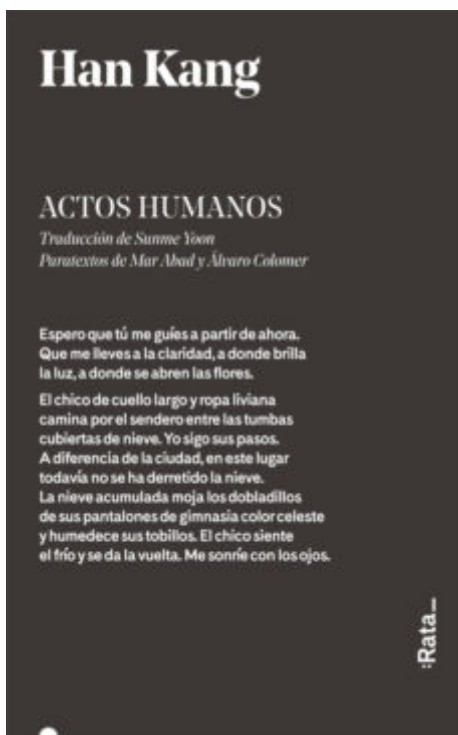 Han Kang
ACTOS HUMANOS
Traducción de Sunme Yoon
Paratextos de Mar Abad y Álvaro Colomer
Espero que tú me guíes a partir de ahora.
Que me lleves a la claridad, a donde brilla
la luz, a donde se abren las flores.
El chico de cuello largo y ropa liviana
camina por el sendero entre las tumbas
cubiertas de nieve. Yo sigo sus pasos.
A diferencia de la ciudad, en este lugar
todavía no se ha derretido la nieve.
La nieve acumulada moja los dobladillos
de sus pantalones de gimnasia color celeste
y humedece sus tobillos. El chico siente
el frío y se da la vuelta. Me sonríe con los ojos.
:Rata_